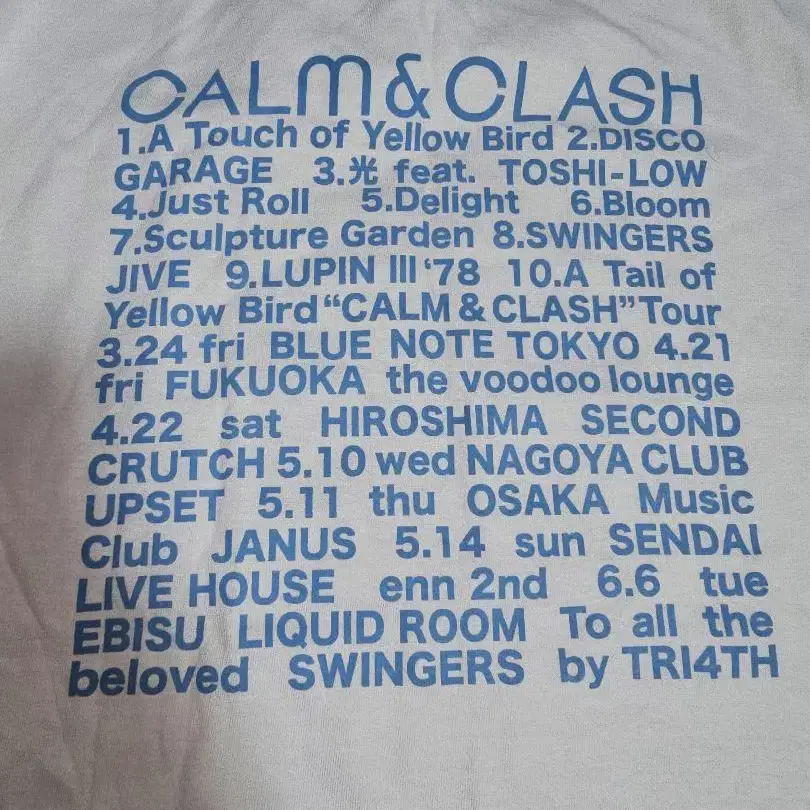 CALM & CLASH
1.A Touch of Yellow Bird 2.DISCO
GARAGE 3.光 feat. TOSHI-LOW
4.Just Roll 5.Delight 6.Bloom
7.Sculpture Garden 8.SWINGERS
JIVE 9.LUPIN III ‘78 10.A Tail of
Yellow Bird “CALM & CLASH” Tour
3.24 fri BLUE NOTE TOKYO 4.21
fri FUKUOKA the voodoo lounge
4.22 sat HIROSHIMA SECOND
CRUTCH 5.10 wed NAGOYA CLUB
UPSET 5.11 thu OSAKA Music
Club JANUS 5.14 sun SENDAI
LIVE HOUSE enn 2nd 6.6 tue
EBISU LIQUID ROOM To all the
beloved SWINGERS by TRI4TH